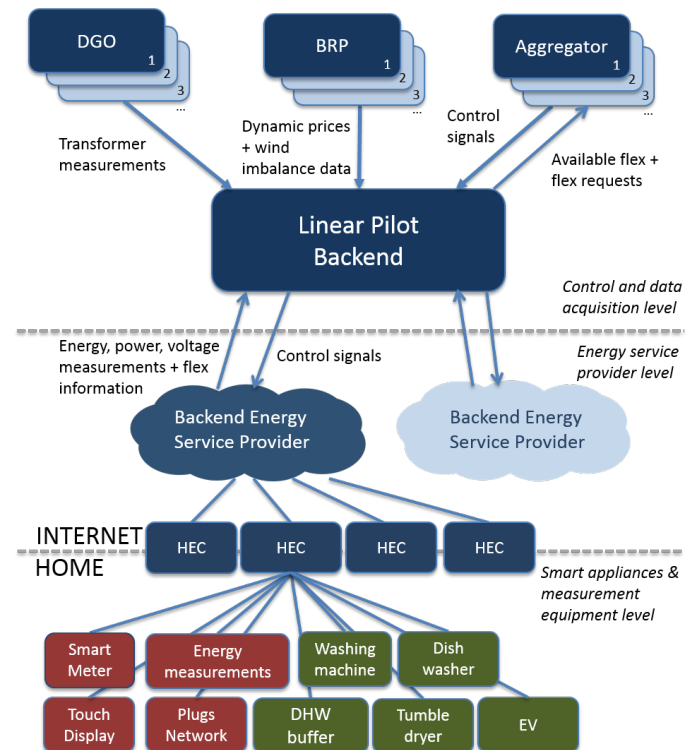 DGO
1
2
3
...
BRP
1
2
3
...
Aggregator
1
2
3
...
Transformer
measurements
Dynamic prices
+ wind
imbalance data
Control
signals
Available flex +
flex requests
Linear Pilot
Backend
Control and data
acquisition level
Energy, power, voltage
measurements + flex
information
Control signals
Energy service
provider level
Backend Energy
Service Provider
Backend Energy
Service Provider
INTERNET
HEC
HEC
HEC
HEC
HOME
Smart appliances &
measurement
equipment level
Smart
Meter
Energy
measurements
Washing
machine
Dish
washer
Touch
Display
Plugs
Network
DHW
buffer
Tumble
dryer
EV